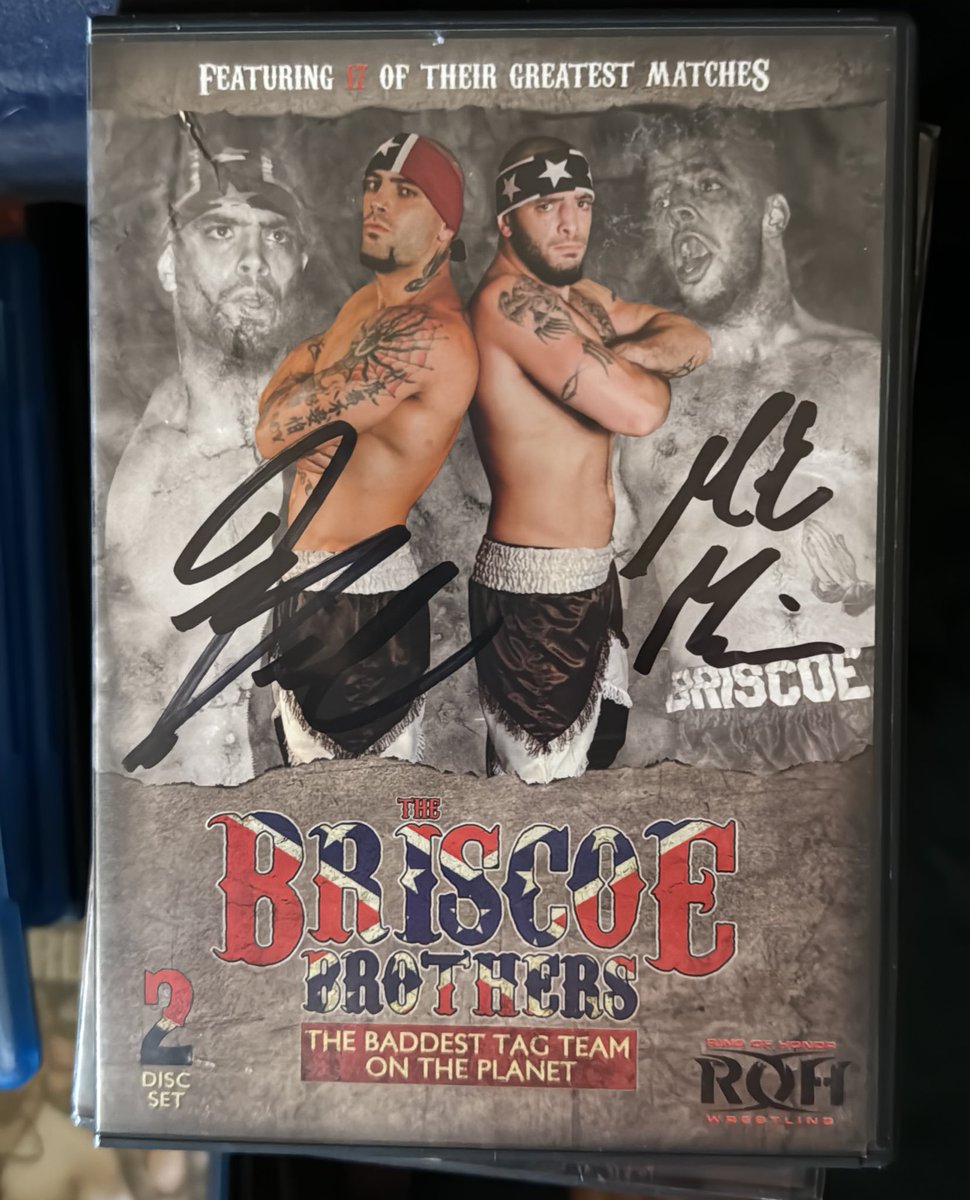 FEATURING 17 OF THEIR GREATEST MATCHES
BRISCOE
THE
BRISCOE
BROTHERS
THE BADDEST TAG TEAM
ON THE PLANET
2
DISC
SET
RING OF HONOR
ROH
WRESTLING